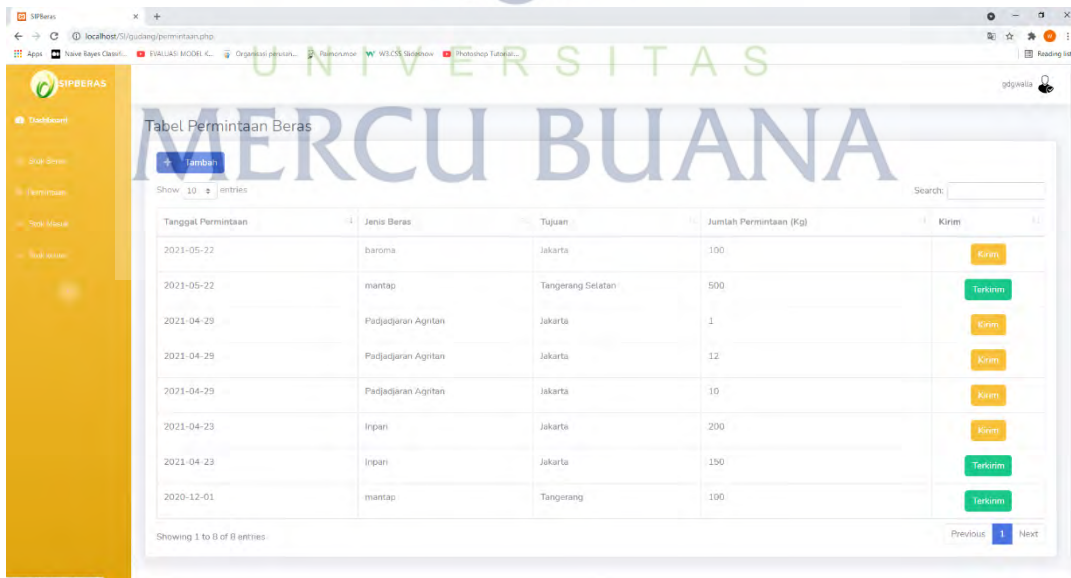 SIPBeras
localhost/SI/gudang/permintaan.php
Apps Naive Bayes Classif... EVALUASI MODEL K... Organisasi perusah... W3.CSS Slideshow Photoshop Tutorial... Reading list
UNIVERSITAS
SIPBERAS gdgwalia
MERCU BUANA
Dashboard
Tabel Permintaan Beras
+ Tambah
Permintaan
Show 10 entries Search:
Tanggal Permintaan Jenis Beras Tujuan Jumlah Permintaan (Kg) Kirim
2021-05-22 baroma Jakarta 100 Kirim
2021-05-22 mantap Tangerang Selatan 500 Terkirim
2021-04-29 Padjadjaran Agritan Jakarta 1 Kirim
2021-04-29 Padjadjaran Agritan Jakarta 12 Kirim
2021-04-29 Padjadjaran Agritan Jakarta 10 Kirim
2021-04-23 Inpari Jakarta 200 Kirim
2021-04-23 Inpari Jakarta 150 Terkirim
2020-12-01 mantap Tangerang 100 Terkirim
Showing 1 to 8 of 8 entries Previous 1 Next